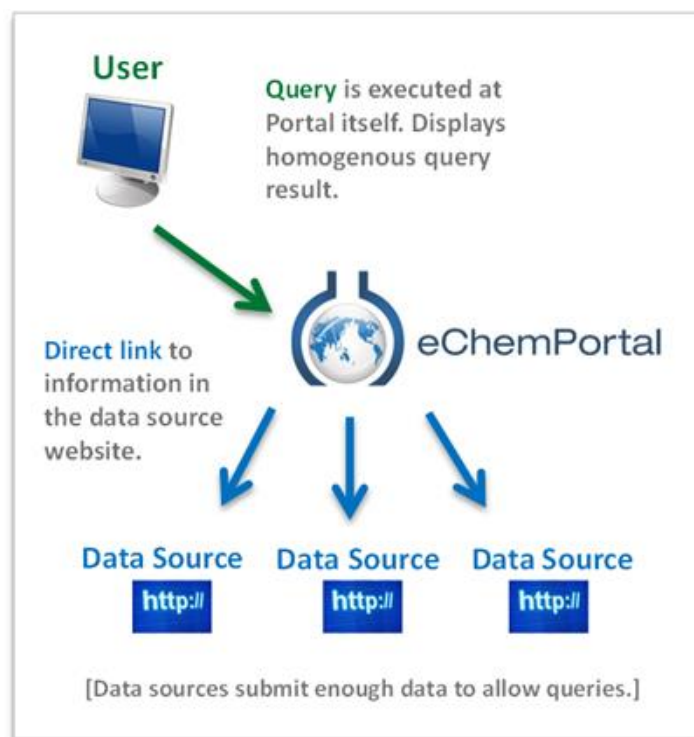 User
Query is executed at
Portal itself. Displays
homogenous query
result.
eChemPortal
Direct link to
information in
the data source
website.
Data Source
Data Source
Data Source
http://
http://
http://
[Data sources submit enough data to allow queries.]